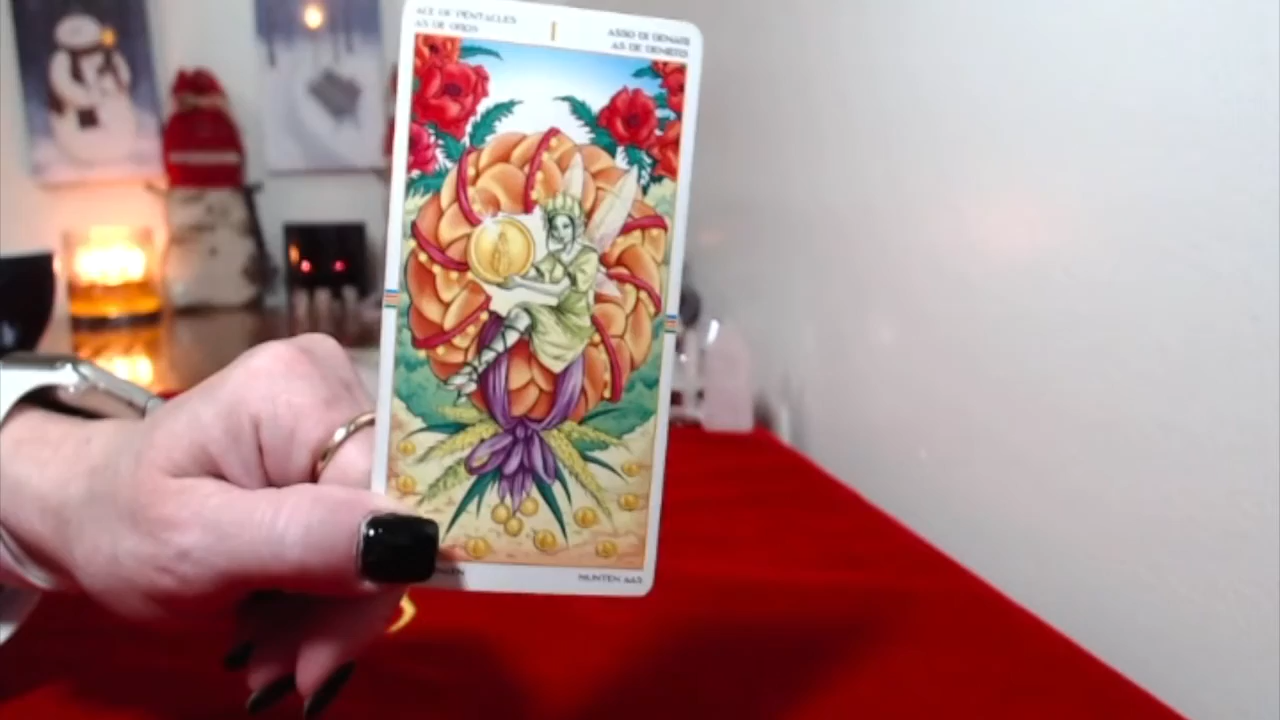 ACE OF PENTACLES
AS DE OROS
I
ASSO DI DENARI
AS DE DENIERS
MUNTEN AAS